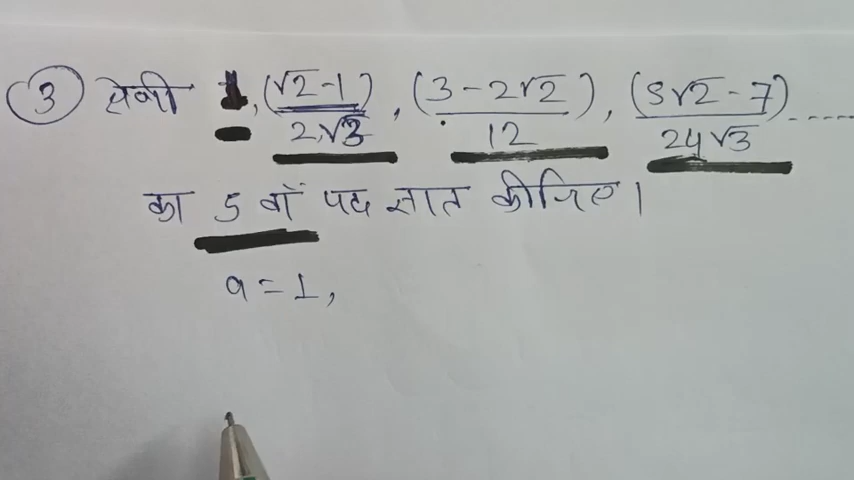 ③ श्रेणी 1, (√2-1)/2√3, (3-2√2)/12, (5√2-7)/24√3 .....
का 5 वाँ पद ज्ञात कीजिए।
a = 1,